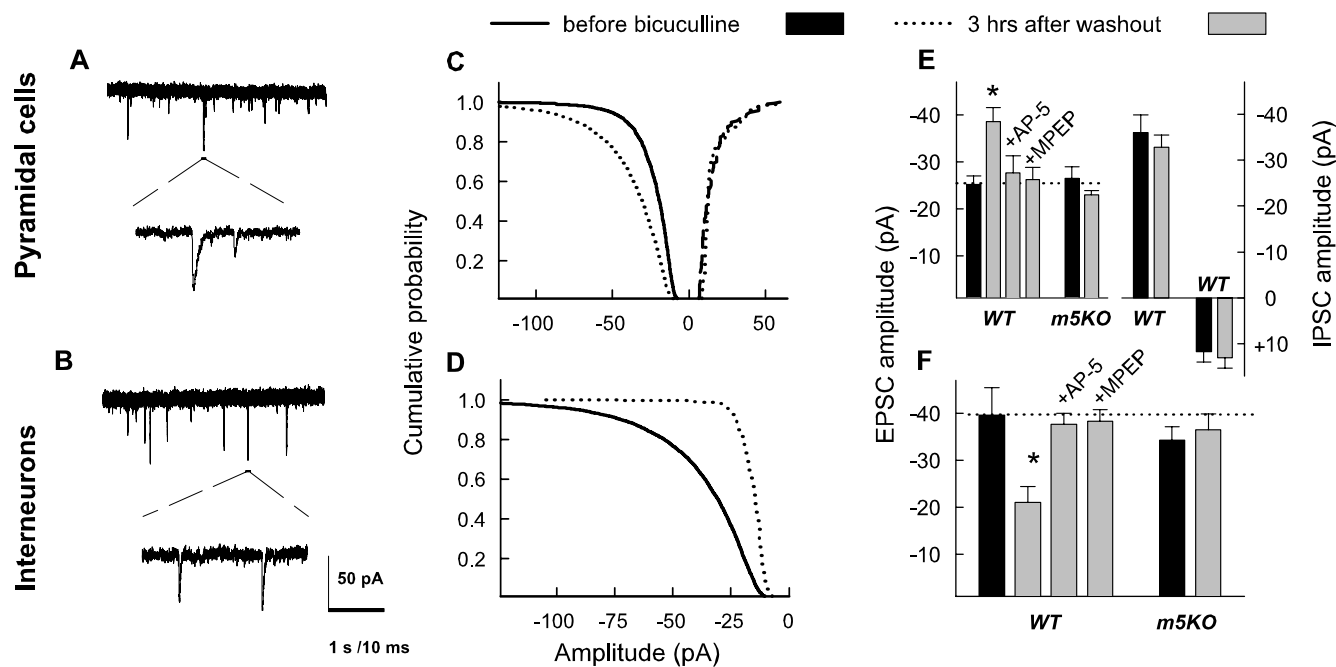 before bicuculline 3 hrs after washout
A
C
E
Pyramidal cells
Cumulative probability
1.0
0.8
0.6
0.4
0.2
-100 -50 0 50
EPSC amplitude (pA)
-40
-30
-20
-10
*
+AP-5
+MPEP
WT m5KO
WT
WT
-40
-30
-20
-10
0
+10
IPSC amplitude (pA)
B
D
F
Interneurons
50 pA
1 s /10 ms
1.0
0.8
0.6
0.4
0.2
-100 -75 -50 -25 0
Amplitude (pA)
-40
-30
-20
-10
*
+AP-5
+MPEP
WT m5KO